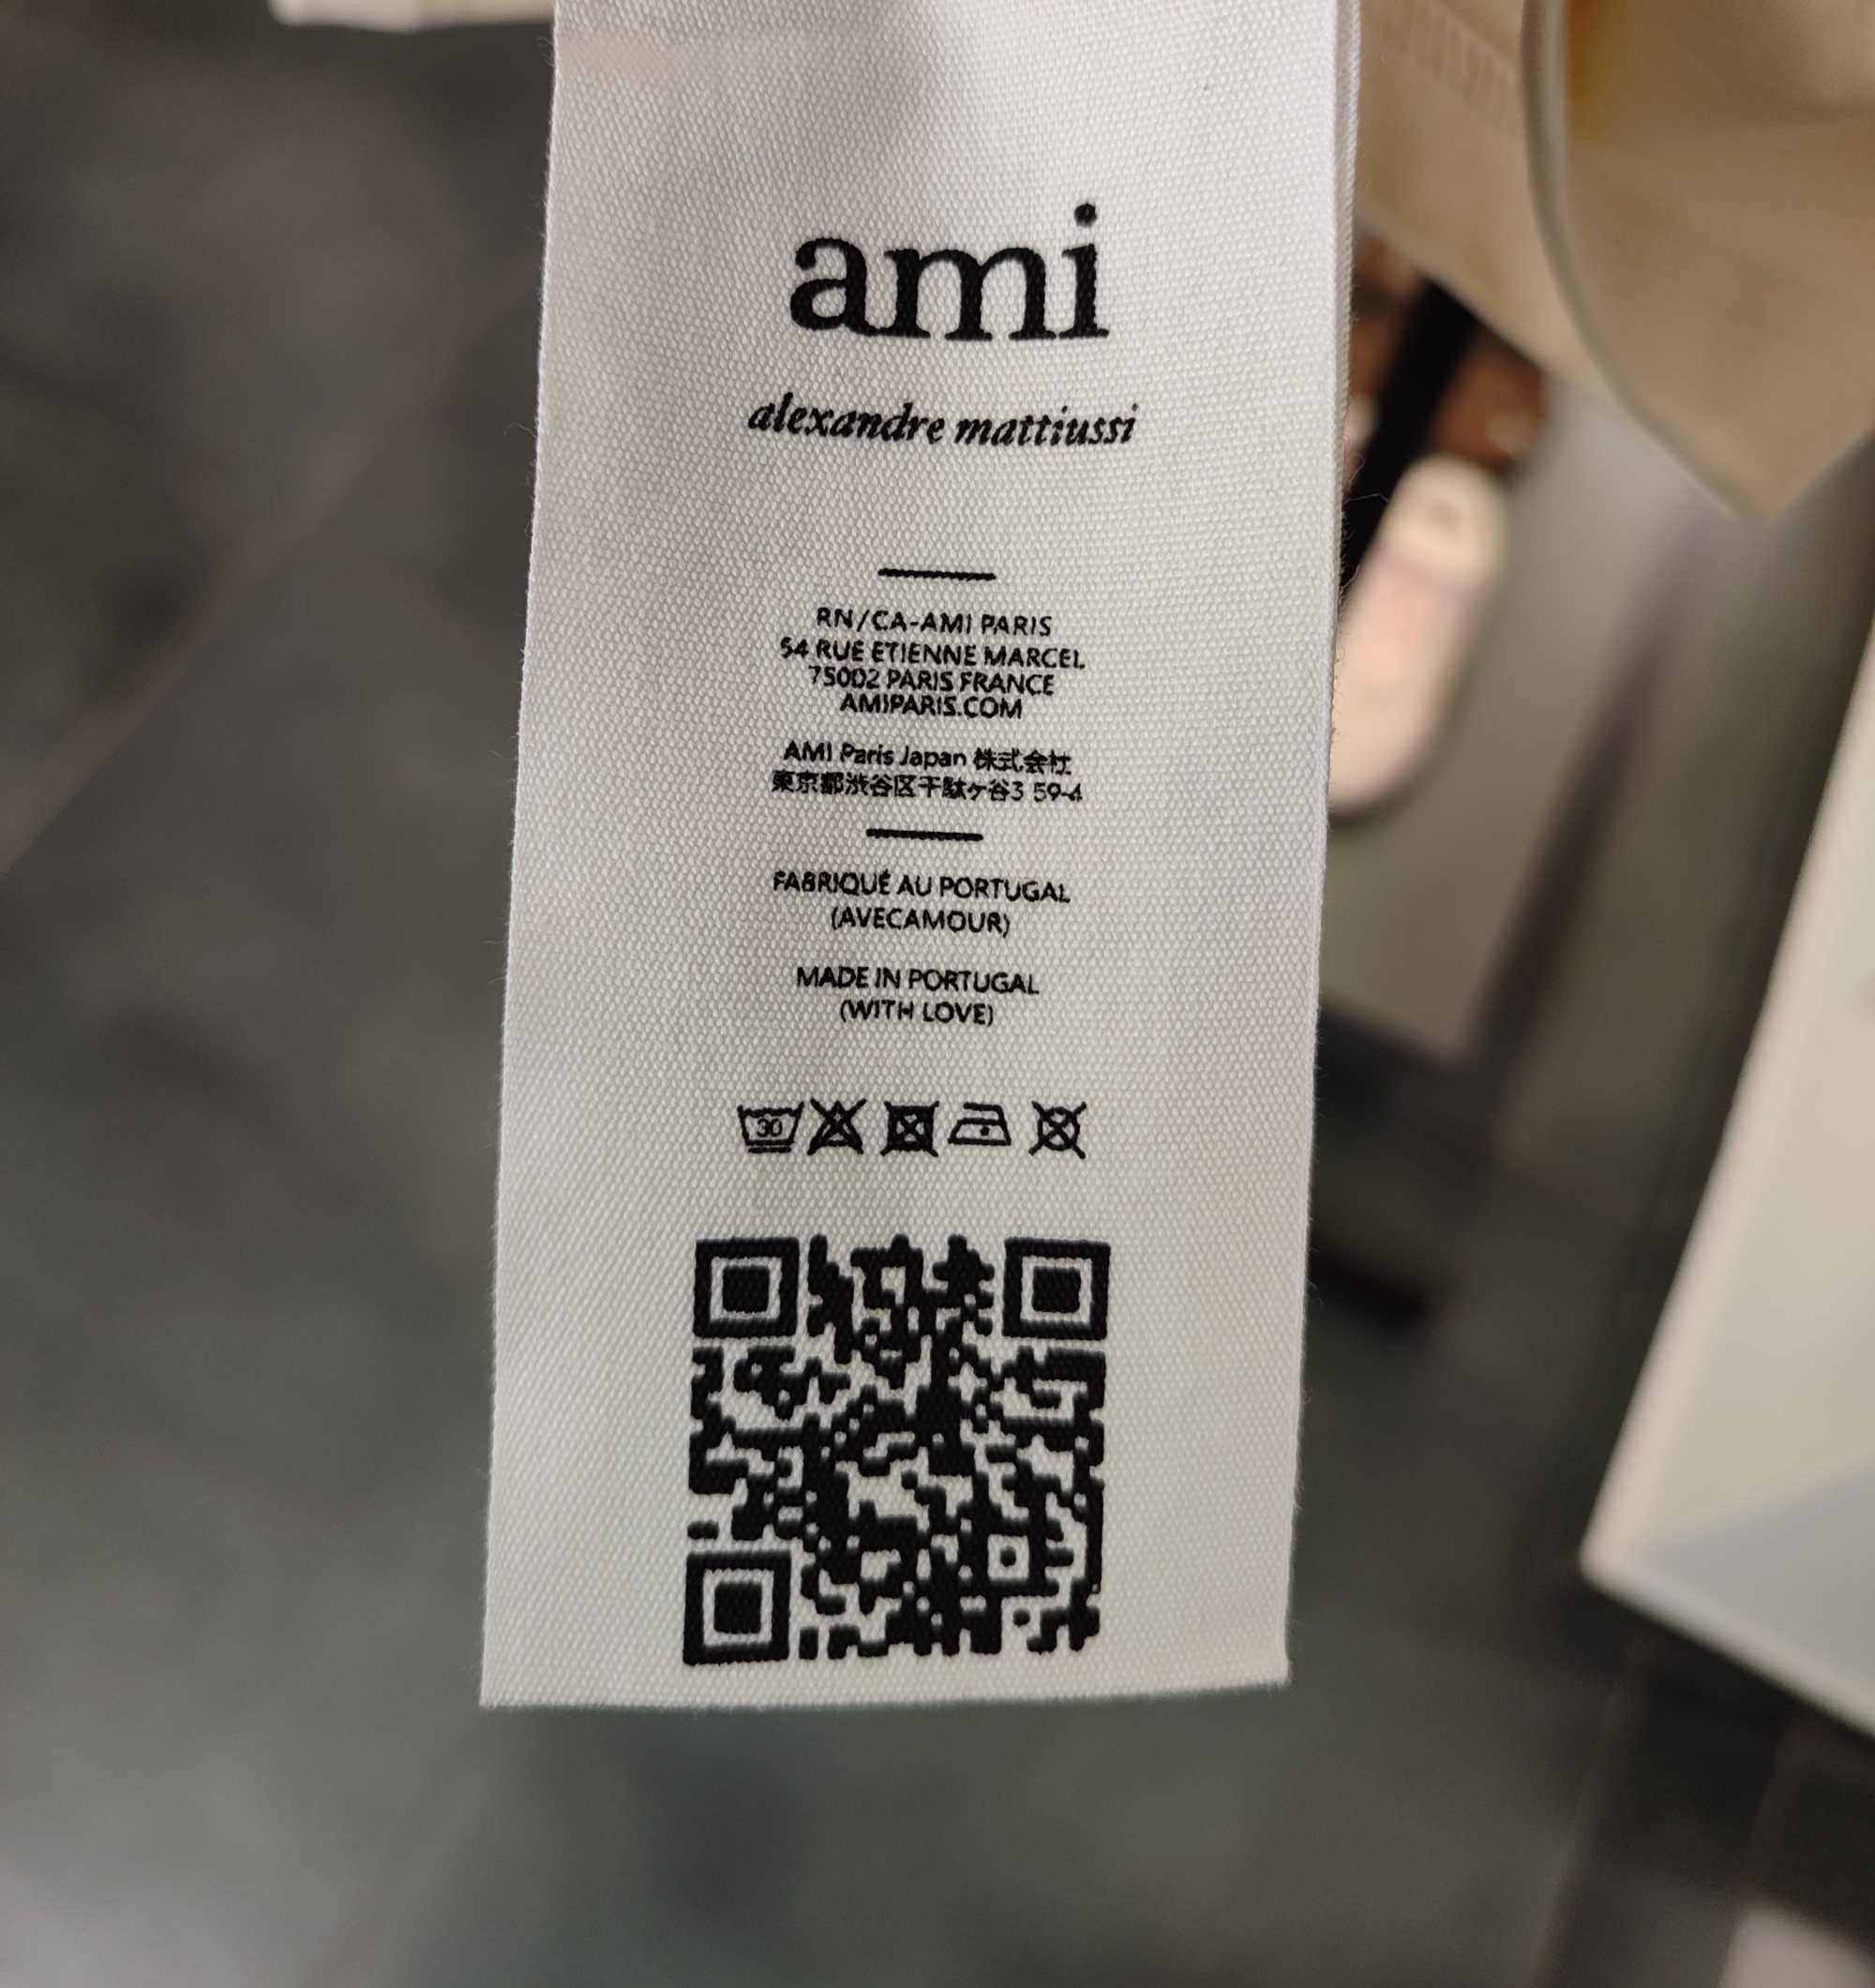 ami
alexandre mattiussi
RN/CA-AMI PARIS
54 RUE ETIENNE MARCEL
75002 PARIS FRANCE
AMIPARIS.COM
AMI Paris Japan 株式会社
東京都渋谷区千駄ヶ谷3 59-4
FABRIQUÉ AU PORTUGAL
(AVECAMOUR)
MADE IN PORTUGAL
(WITH LOVE)
30